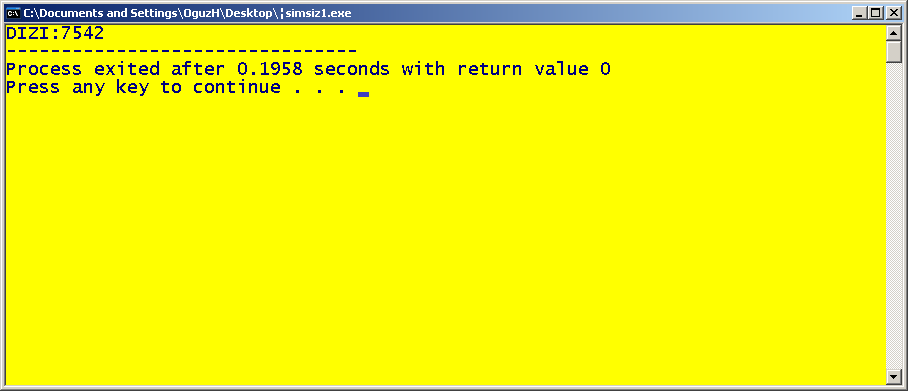 C:\Documents and Settings\OguzH\Desktop\¦simsiz1.exe
DIZI:7542
--------------------------------
Process exited after 0.1958 seconds with return value 0
Press any key to continue . . .